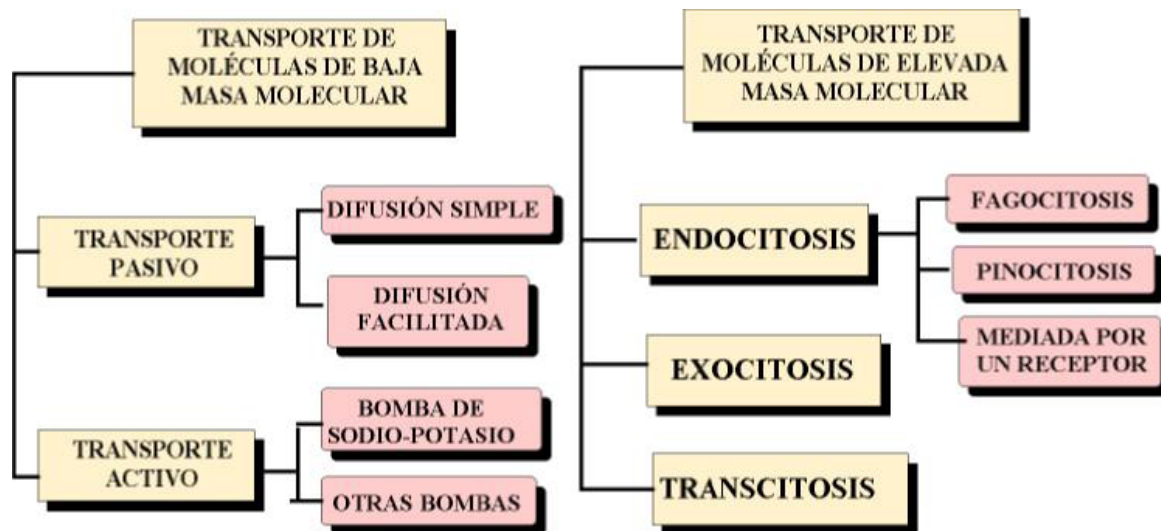 TRANSPORTE DE
MOLÉCULAS DE BAJA
MASA MOLECULAR
TRANSPORTE
PASIVO
DIFUSIÓN SIMPLE
DIFUSIÓN
FACILITADA
TRANSPORTE
ACTIVO
BOMBA DE
SODIO-POTASIO
OTRAS BOMBAS
TRANSPORTE DE
MOLÉCULAS DE ELEVADA
MASA MOLECULAR
ENDOCITOSIS
FAGOCITOSIS
PINOCITOSIS
MEDIADA POR
UN RECEPTOR
EXOCITOSIS
TRANSCITOSIS